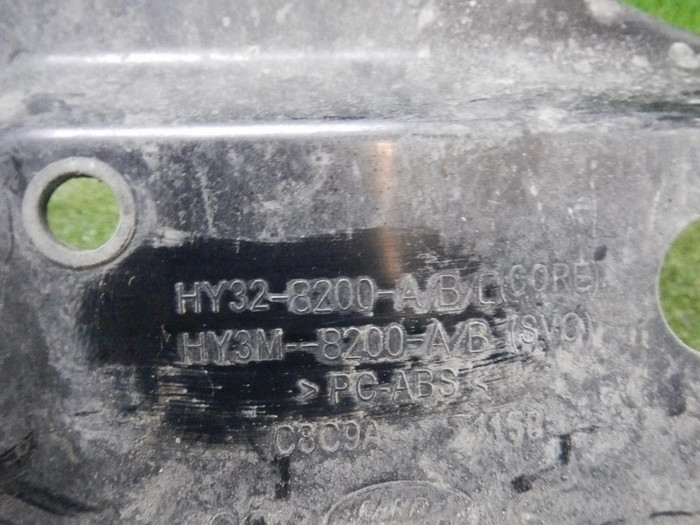 HY32-8200-A/B/C(CORE)
HY3M--8200-A/B (SVO)
> PC-ABS <
C8C9A